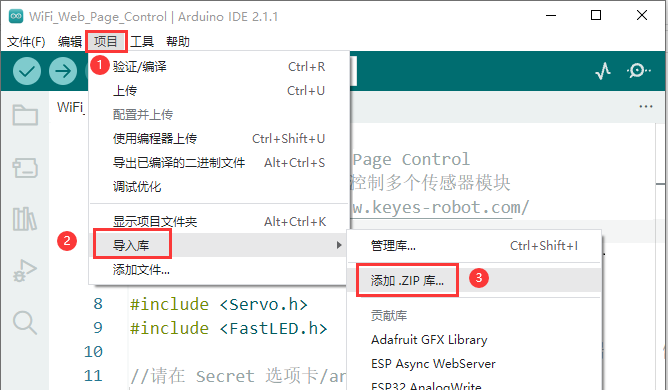 WiFi_Web_Page_Control | Arduino IDE 2.1.1
文件(F) 编辑 项目 工具 帮助
1
验证/编译 Ctrl+R
上传 Ctrl+U
配置并上传
使用编程器上传 Ctrl+Shift+U
导出已编译的二进制文件 Alt+Ctrl+S
调试优化
显示项目文件夹 Alt+Ctrl+K
2 导入库
添加文件...
WiFi_
Page Control
控制多个传感器模块
w.keyes-robot.com/
管理库... Ctrl+Shift+I
添加 .ZIP 库... 3
贡献库
Adafruit GFX Library
ESP Async WebServer
ESP32 AnalogWrite
8 #include <Servo.h>
9 #include <FastLED.h>
10
11 //请在 Secret 选项卡/ar